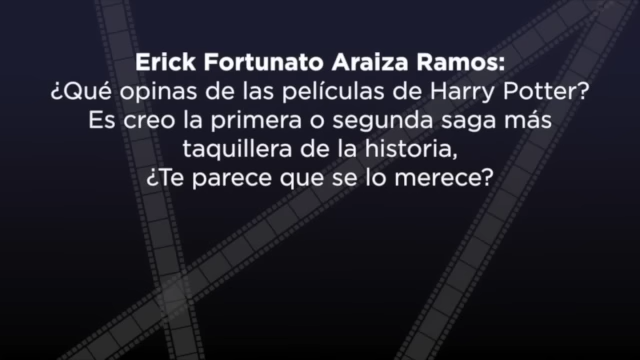 Erick Fortunato Araiza Ramos:
¿Qué opinas de las películas de Harry Potter?
Es creo la primera o segunda saga más
taquillera de la historia,
¿Te parece que se lo merece?